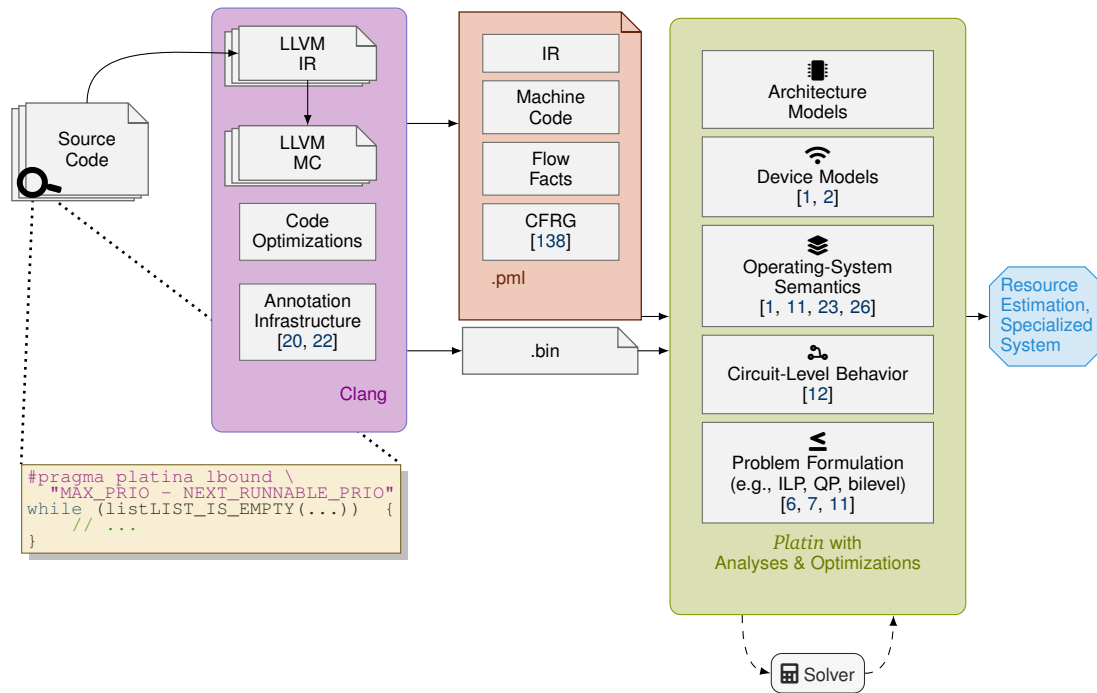 Source
Code
LLVM
IR
LLVM
MC
Code
Optimizations
Annotation
Infrastructure
[20, 22]
Clang
IR
Machine
Code
Flow
Facts
CFRG
[138]
.pml
.bin
Architecture
Models
Device Models
[1, 2]
Operating-System
Semantics
[1, 11, 23, 26]
Circuit-Level Behavior
[12]
Problem Formulation
(e.g., ILP, QP, bilevel)
[6, 7, 11]
Platin with
Analyses & Optimizations
Resource
Estimation,
Specialized
System
#pragma platina lbound \
"MAX_PRIO - NEXT_RUNNABLE_PRIO"
while (listLIST_IS_EMPTY(...)) {
// ...
}
Solver